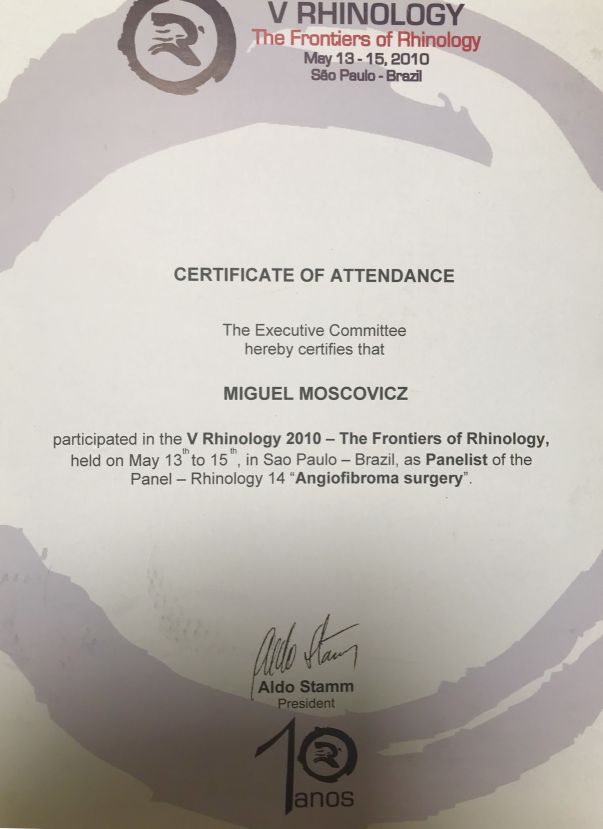 V RHINOLOGY
The Frontiers of Rhinology
May 13 - 15, 2010
São Paulo - Brazil
CERTIFICATE OF ATTENDANCE
The Executive Committee
hereby certifies that
MIGUEL MOSCOVICZ
participated in the V Rhinology 2010 – The Frontiers of Rhinology,
held on May 13th to 15th, in Sao Paulo – Brazil, as Panelist of the
Panel – Rhinology 14 “Angiofibroma surgery”.
Aldo Stamm
Aldo Stamm
President
10
anos